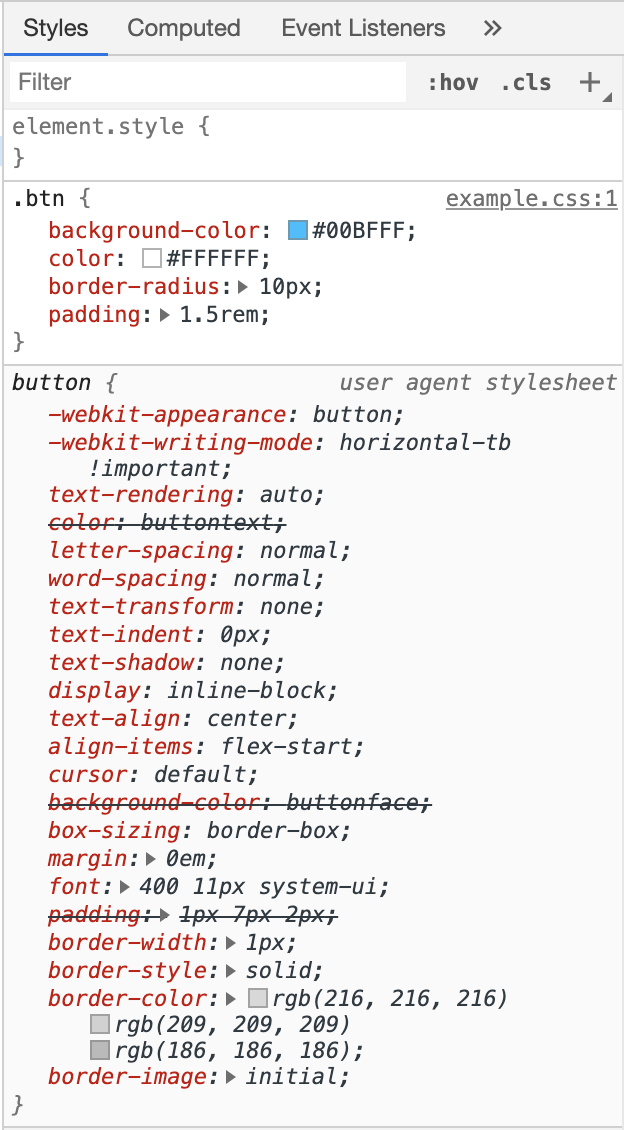 Styles Computed Event Listeners »
Filter :hov .cls +
element.style {
}
.btn { example.css:1
background-color: #00BFFF;
color: #FFFFFF;
border-radius: 10px;
padding: 1.5rem;
}
button { user agent stylesheet
-webkit-appearance: button;
-webkit-writing-mode: horizontal-tb
!important;
text-rendering: auto;
color: buttontext;
letter-spacing: normal;
word-spacing: normal;
text-transform: none;
text-indent: 0px;
text-shadow: none;
display: inline-block;
text-align: center;
align-items: flex-start;
cursor: default;
background-color: buttonface;
box-sizing: border-box;
margin: 0em;
font: 400 11px system-ui;
padding: 1px 7px 2px;
border-width: 1px;
border-style: solid;
border-color: rgb(216, 216, 216)
rgb(209, 209, 209)
rgb(186, 186, 186);
border-image: initial;
}